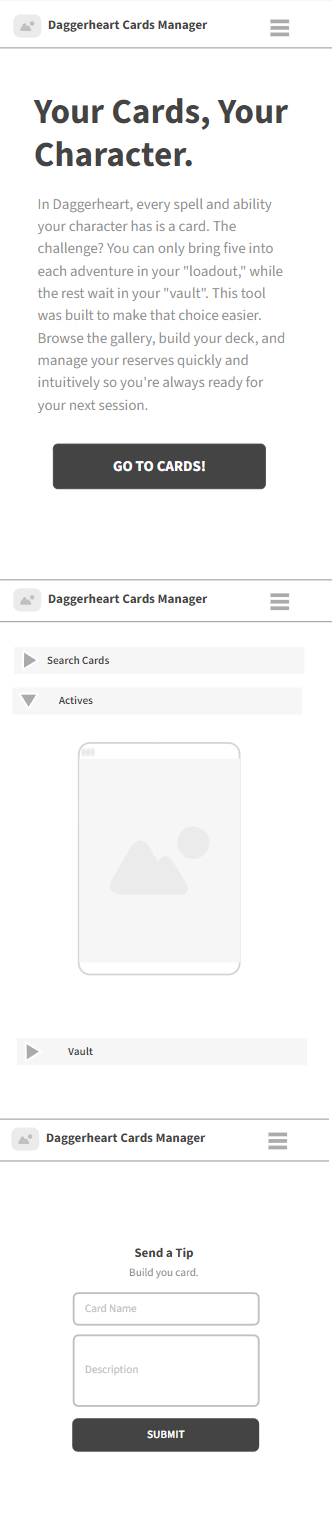 Daggerheart Cards Manager
Your Cards, Your
Character.
In Daggerheart, every spell and ability
your character has is a card. The
challenge? You can only bring five into
each adventure in your "loadout," while
the rest wait in your "vault". This tool
was built to make that choice easier.
Browse the gallery, build your deck, and
manage your reserves quickly and
intuitively so you're always ready for
your next session.
GO TO CARDS!
Daggerheart Cards Manager
Search Cards
Actives
Vault
Daggerheart Cards Manager
Send a Tip
Build you card.
Card Name
Description
SUBMIT